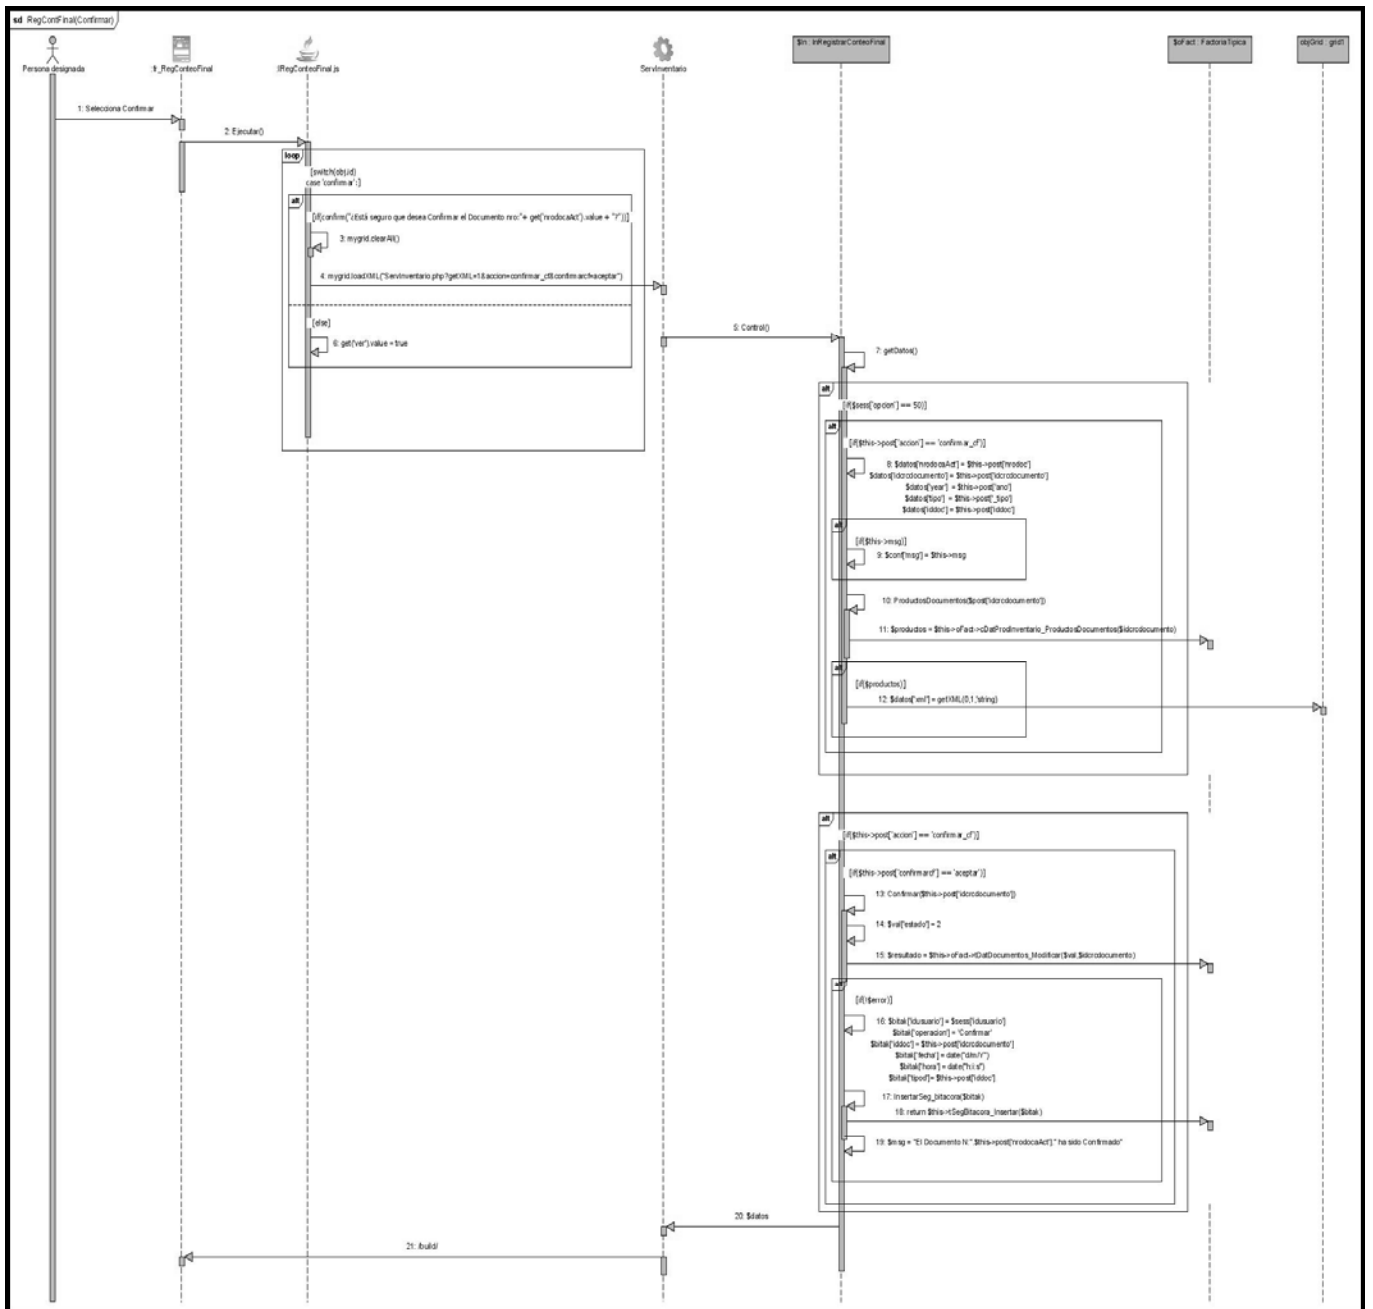 sd RegContFinal(Confirmar)
Persona designada
:fr_RegConteoFinal
:IRegConteoFinal.js
ServInventario
$In : InRegistrarConteoFinal
$oFact : FactoriaTipica
objGrid : grid1
1: Selecciona Confirmar
2: Ejecutar()
loop
[switch(obj.id)
case 'confirmar':]
alt
[if(confirm("¿Está seguro que desea Confirmar el Documento nro:"+ get('nrodocaAct').value + "?"))]
3: mygrid.clearAll()
4: mygrid.loadXML("ServInventario.php?getXML=1&accion=confirmar_cf&confirmarcf=aceptar")
[else]
6: get('ver').value = true
5: Control()
7: getDatos()
alt
[if($sess['opcion'] == 50)]
alt
[if($this->post['accion'] == 'confirmar_cf')]
8: $datos['nrodocaAct'] = $this->post['nrodoc']
$datos['idcrcdocumento'] = $this->post['idcrcdocumento']
$datos['year'] = $this->post['ano']
$datos['tipo'] = $this->post['_tipo']
$datos['iddoc'] = $this->post['iddoc']
alt
[if($this->msg)]
9: $conf['msg'] = $this->msg
10: ProductosDocumentos($post['idcrcdocumento'])
11: $productos = $this->oFact->cDatProdInventario_ProductosDocumentos($idcrcdocumento)
alt
[if($productos)]
12: $datos["xml"] = getXML(0,1,'string)
alt
[if($this->post['accion'] == 'confirmar_cf')]
alt
[if($this->post['confirmarcf'] == 'aceptar')]
13: Confirmar($this->post['idcrcdocumento'])
14: $val['estado'] = 2
15: $resultado = $this->oFact->tDatDocumentos_Modificar($val,$idcrcdocumento)
alt
[if(!$error)]
16: $bitak['idusuario'] = $sess['idusuario']
$bitak['operacion'] = 'Confirmar'
$bitak['iddoc'] = $this->post['idcrcdocumento']
$bitak['fecha'] = date("d/m/Y")
$bitak['hora'] = date("h:i:s")
$bitak['tipod']= $this->post['iddoc']
17: InsertarSeg_bitacora($bitak)
18: return $this->tSegBitacora_Insertar($bitak)
19: $msg = "El Documento N:".$this->post['nrodocaAct']." ha sido Confirmado"
20: $datos
21: /build/